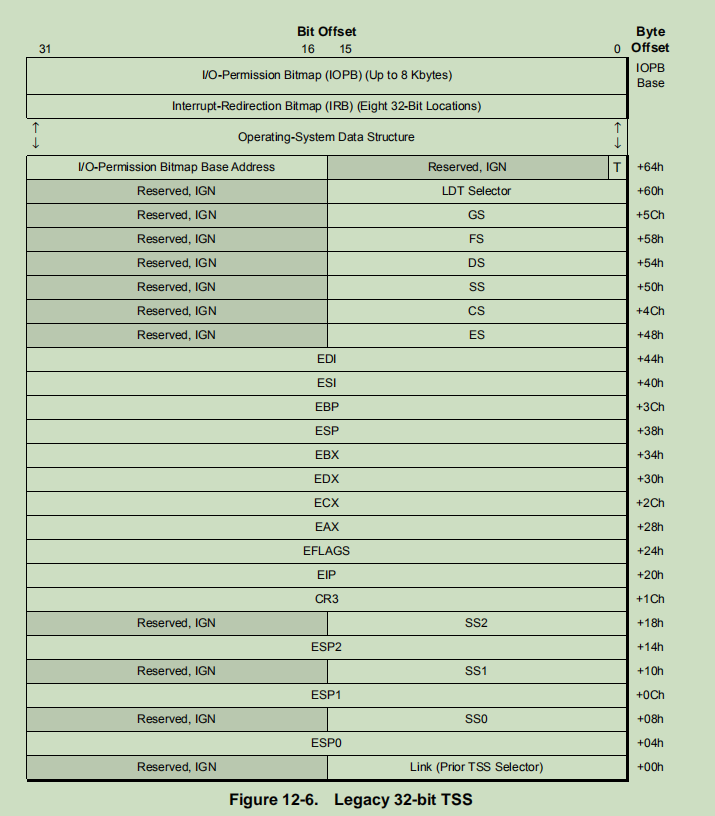 Bit Offset Byte
31 16 15 0 Offset
I/O-Permission Bitmap (IOPB) (Up to 8 Kbytes) IOPB
Base
Interrupt-Redirection Bitmap (IRB) (Eight 32-Bit Locations)
↑ ↑
Operating-System Data Structure
↓ ↓
I/O-Permission Bitmap Base Address Reserved, IGN T +64h
Reserved, IGN LDT Selector +60h
Reserved, IGN GS +5Ch
Reserved, IGN FS +58h
Reserved, IGN DS +54h
Reserved, IGN SS +50h
Reserved, IGN CS +4Ch
Reserved, IGN ES +48h
EDI +44h
ESI +40h
EBP +3Ch
ESP +38h
EBX +34h
EDX +30h
ECX +2Ch
EAX +28h
EFLAGS +24h
EIP +20h
CR3 +1Ch
Reserved, IGN SS2 +18h
ESP2 +14h
Reserved, IGN SS1 +10h
ESP1 +0Ch
Reserved, IGN SS0 +08h
ESP0 +04h
Reserved, IGN Link (Prior TSS Selector) +00h
Figure 12-6. Legacy 32-bit TSS